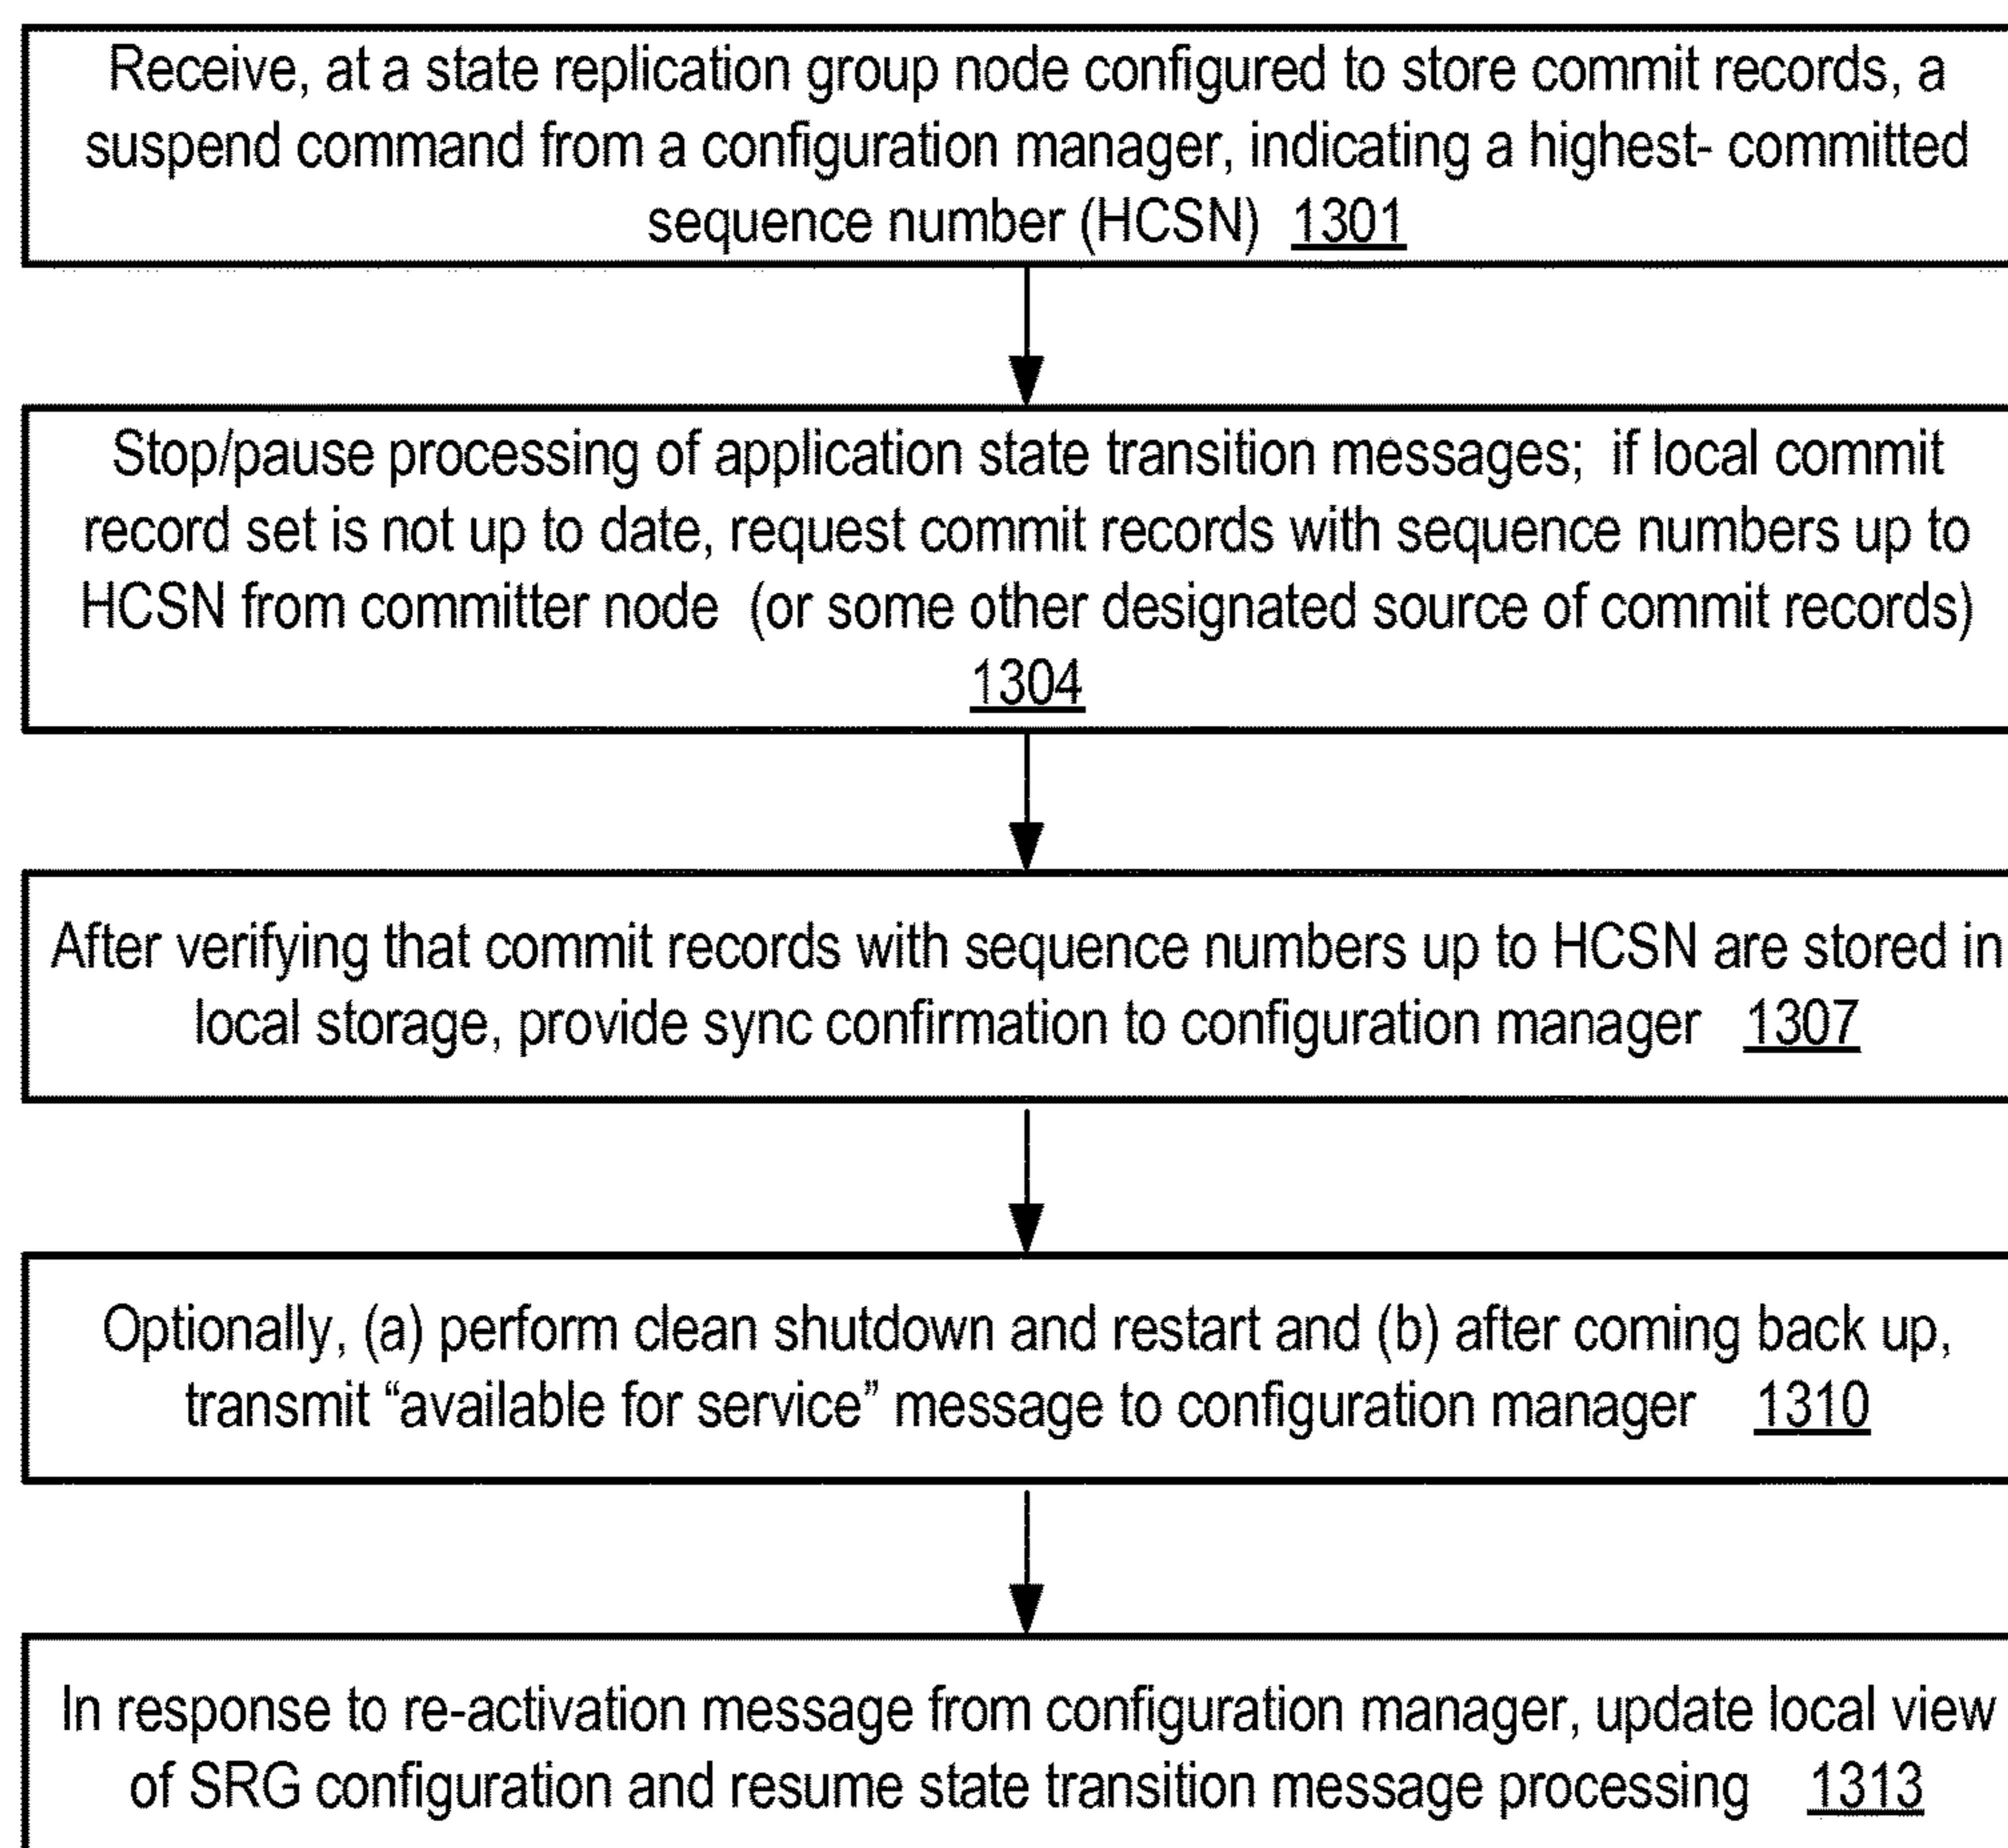 Receive, at a state replication group node configured to store commit records, a
suspend command from a configuration manager, indicating a highest- committed
sequence number (HCSN) 1301
Stop/pause processing of application state transition messages; if local commit
record set is not up to date, request commit records with sequence numbers up to
HCSN from committer node (or some other designated source of commit records)
1304
After verifying that commit records with sequence numbers up to HCSN are stored in
local storage, provide sync confirmation to configuration manager 1307
Optionally, (a) perform clean shutdown and restart and (b) after coming back up,
transmit “available for service” message to configuration manager 1310
In response to re-activation message from configuration manager, update local view
of SRG configuration and resume state transition message processing 1313